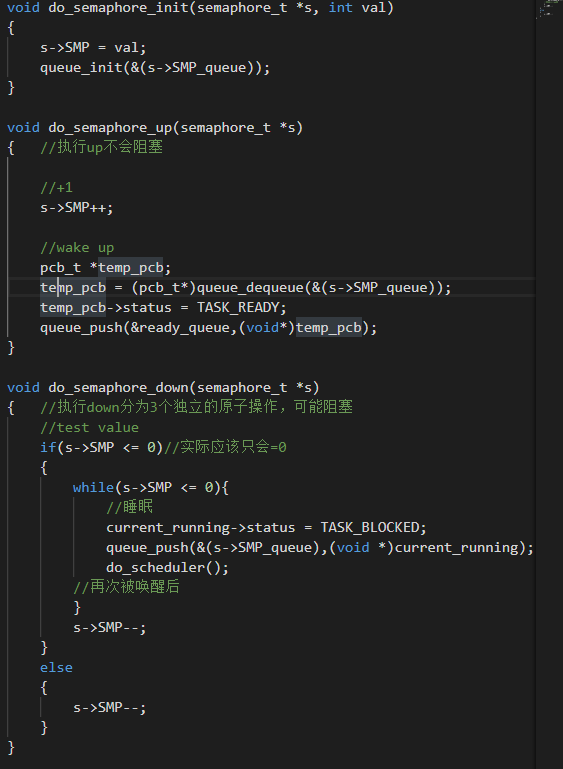 void do_semaphore_init(semaphore_t *s, int val)
{
    s->SMP = val;
    queue_init(&(s->SMP_queue));
}

void do_semaphore_up(semaphore_t *s)
{   //执行up不会阻塞

    //+1
    s->SMP++;

    //wake up
    pcb_t *temp_pcb;
    temp_pcb = (pcb_t*)queue_dequeue(&(s->SMP_queue));
    temp_pcb->status = TASK_READY;
    queue_push(&ready_queue,(void*)temp_pcb);
}

void do_semaphore_down(semaphore_t *s)
{   //执行down分为3个独立的原子操作，可能阻塞
    //test value
    if(s->SMP <= 0)//实际应该只会=0
    {
        while(s->SMP <= 0){
            //睡眠
            current_running->status = TASK_BLOCKED;
            queue_push(&(s->SMP_queue),(void *)current_running);
            do_scheduler();
        //再次被唤醒后
        }
        s->SMP--;
    }
    else
    {
        s->SMP--;
    }
}